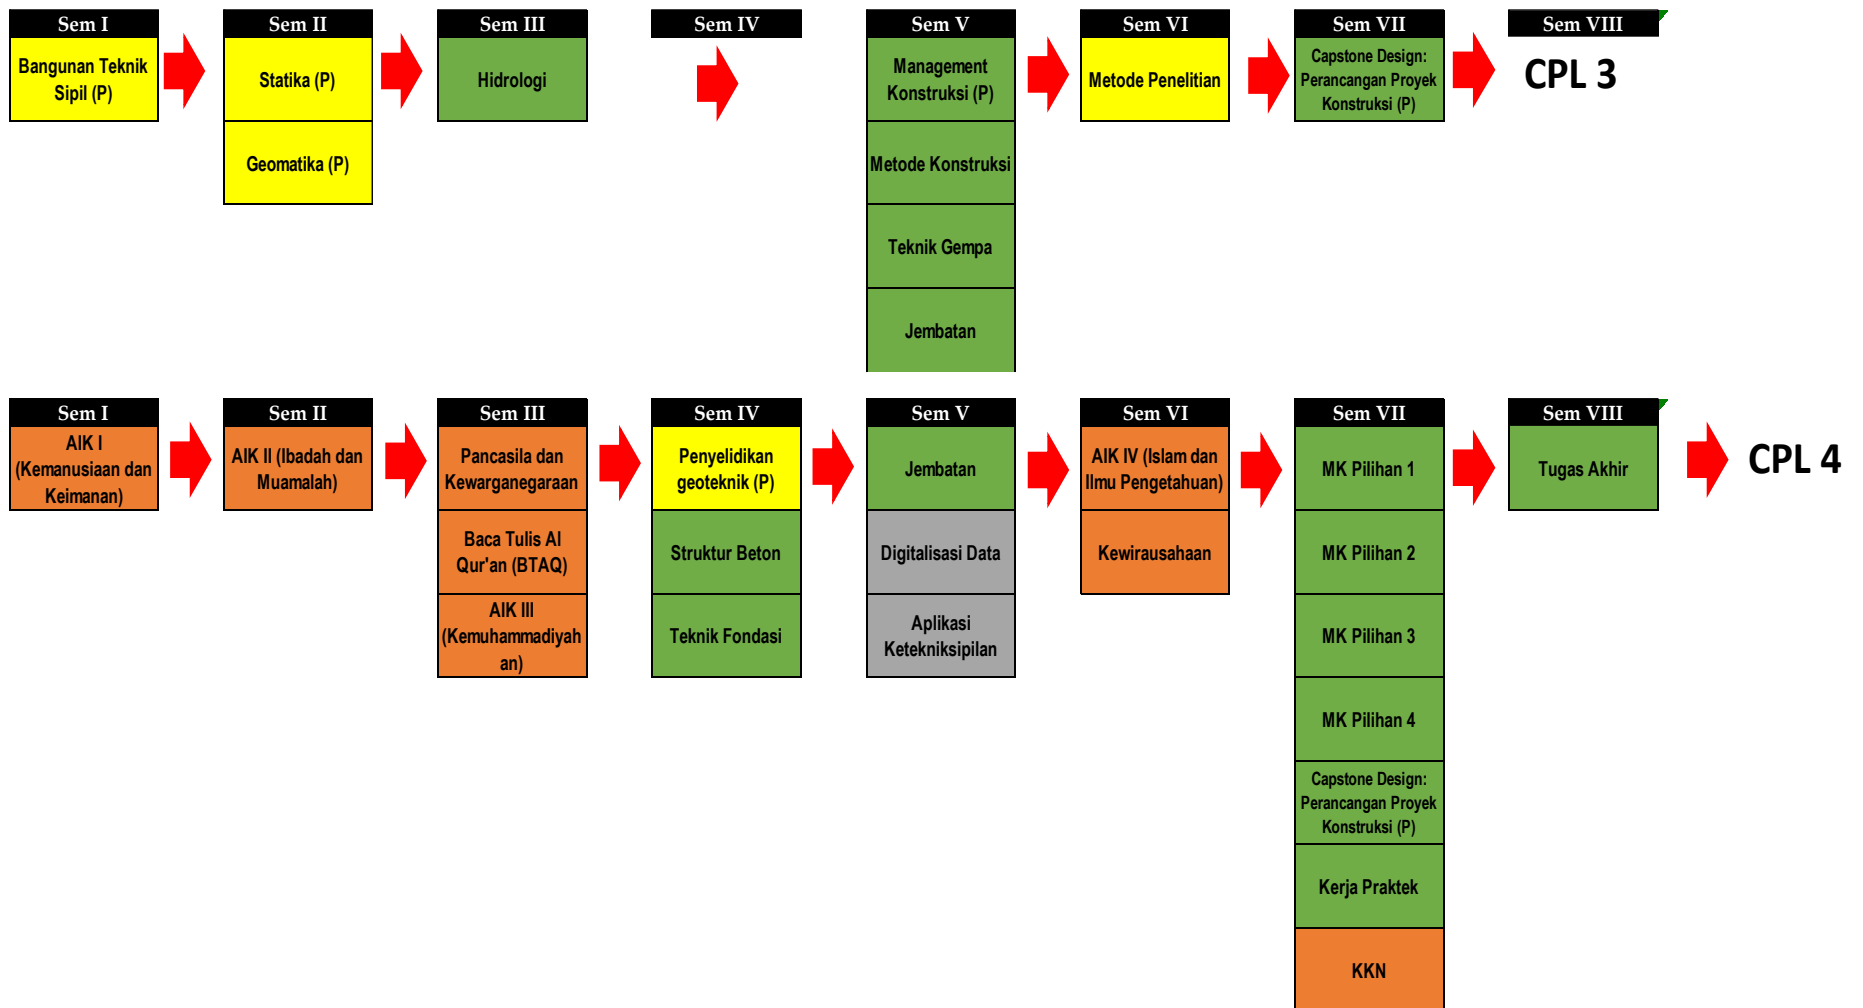 Sem I
Sem II
Sem III
Sem IV
Sem V
Sem VI
Sem VII
Sem VIII
Bangunan Teknik
Sipil (P)
Statika (P)
Geomatika (P)
Hidrologi
Management
Konstruksi (P)
Metode Konstruksi
Teknik Gempa
Jembatan
Metode Penelitian
Capstone Design:
Perancangan Proyek
Konstruksi (P)
CPL 3
Sem I
Sem II
Sem III
Sem IV
Sem V
Sem VI
Sem VII
Sem VIII
AIK I
(Kemanusiaan dan
Keimanan)
AIK II (Ibadah dan
Muamalah)
Pancasila dan
Kewarganegaraan
Baca Tulis Al
Qur'an (BTAQ)
AIK III
(Kemuhammadiyah
an)
Penyelidikan
geoteknik (P)
Struktur Beton
Teknik Fondasi
Jembatan
Digitalisasi Data
Aplikasi
Ketekniksipilan
AIK IV (Islam dan
Ilmu Pengetahuan)
Kewirausahaan
MK Pilihan 1
MK Pilihan 2
MK Pilihan 3
MK Pilihan 4
Capstone Design:
Perancangan Proyek
Konstruksi (P)
Kerja Praktek
KKN
Tugas Akhir
CPL 4